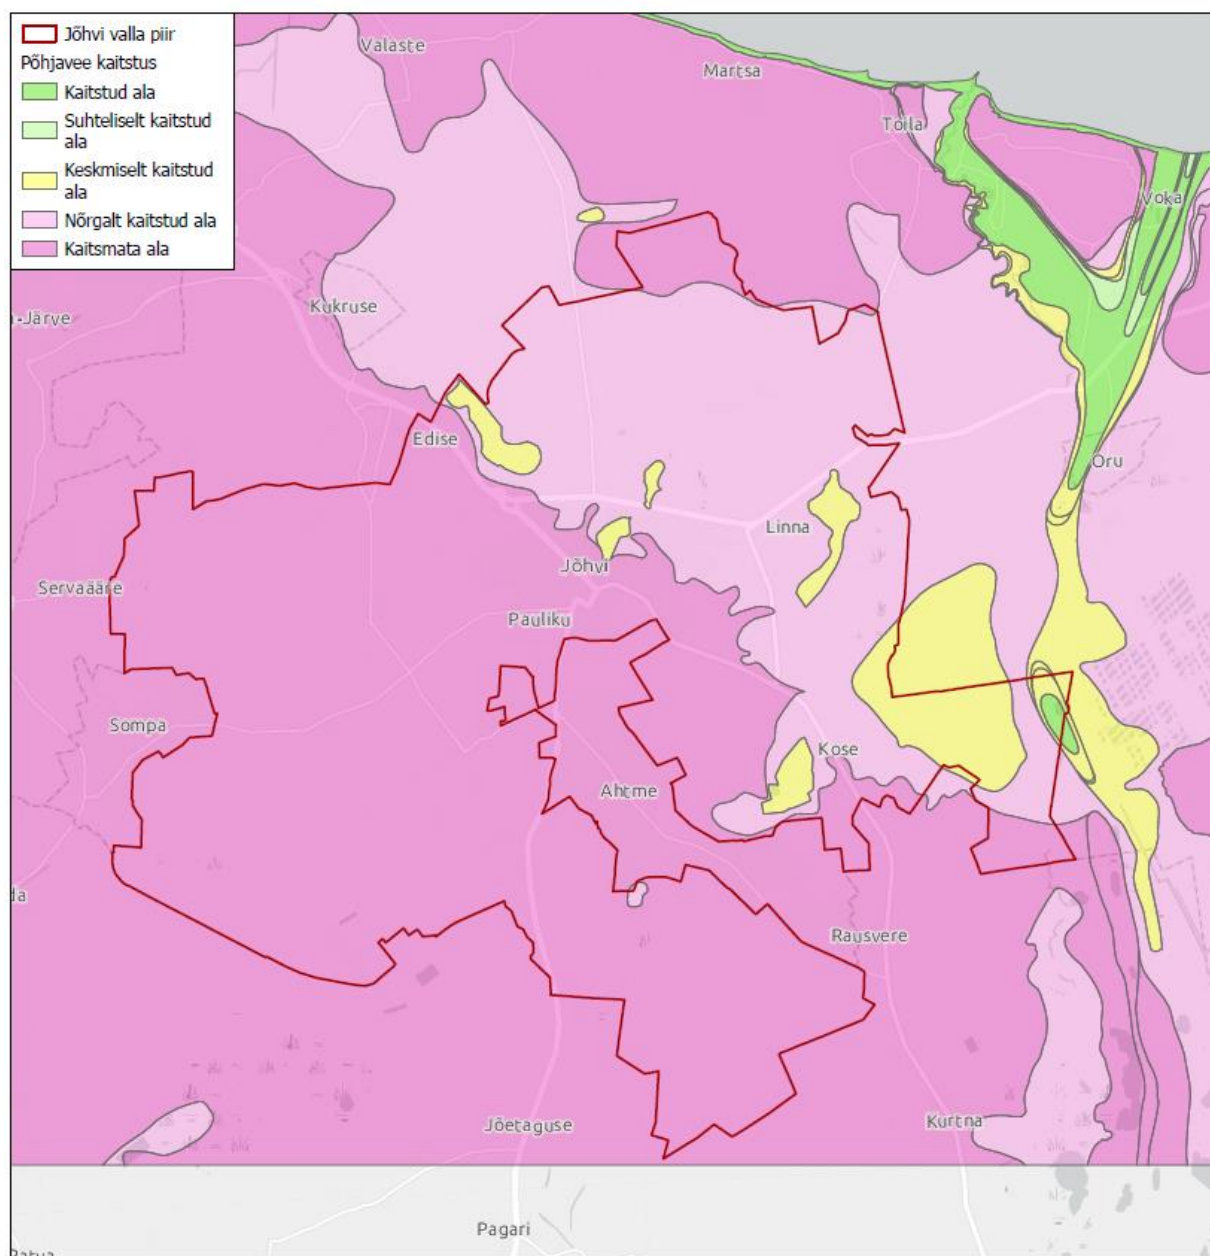 Jõhvi valla piir
Põhjavee kaitstus
Kaitstud ala
Suhteliselt kaitstud
ala
Keskmiselt kaitstud
ala
Nõrgalt kaitstud ala
Kaitsmata ala
Valaste
Martsa
Toila
Voka
Kukruse
-Järve
Edise
Oru
Linna
Jõhvi
Servaääre
Pauliku
Sompa
Kose
Ahtme
Rausvere
Jõetaguse
Kurtna
Pagari